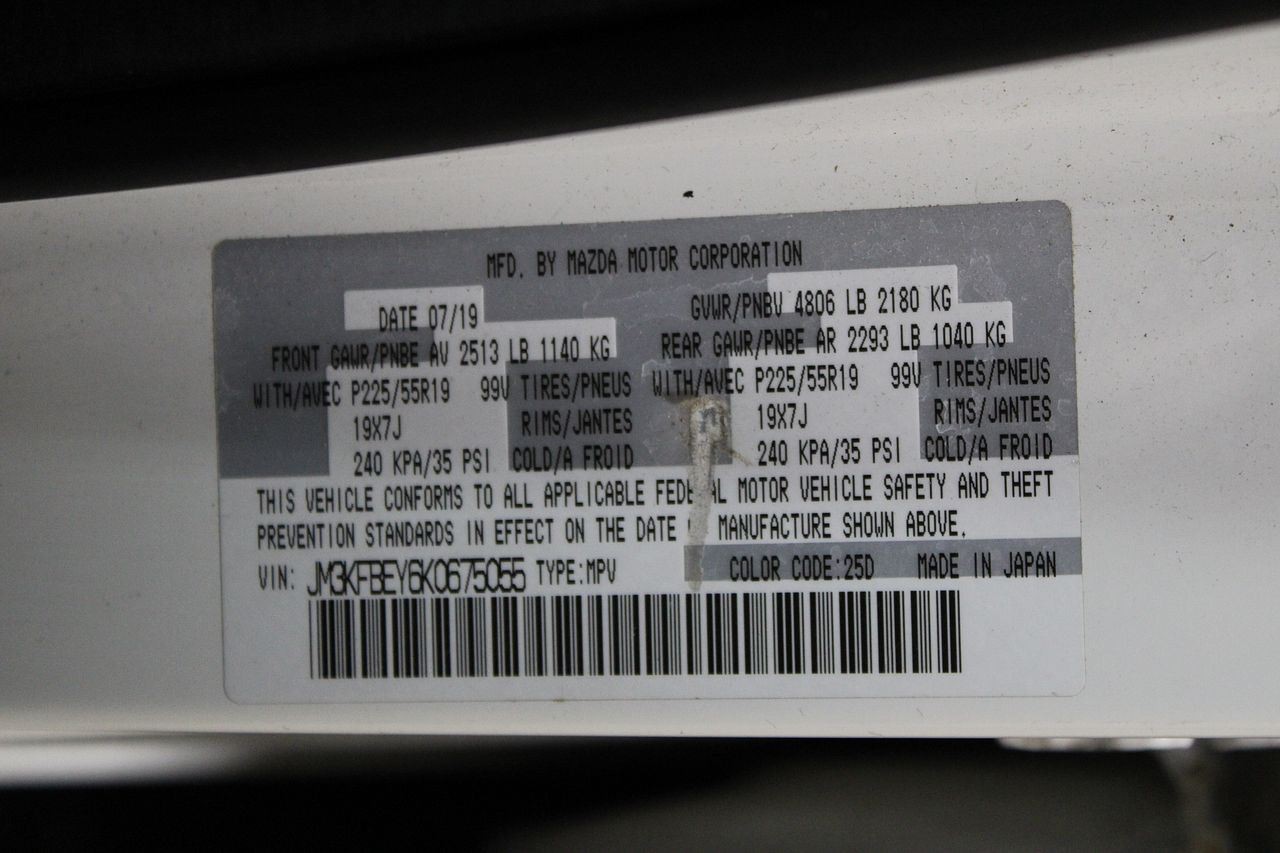 MFD. BY MAZDA MOTOR CORPORATION
DATE 07/19 GVWR/PNBV 4806 LB 2180 KG
FRONT GAWR/PNBE AV 2513 LB 1140 KG REAR GAWR/PNBE AR 2293 LB 1040 KG
WITH/AVEC P225/55R19 99V TIRES/PNEUS WITH/AVEC P225/55R19 99V TIRES/PNEUS
19X7J RIMS/JANTES 19X7J RIMS/JANTES
240 KPA/35 PSI COLD/A FROID 240 KPA/35 PSI COLD/A FROID
THIS VEHICLE CONFORMS TO ALL APPLICABLE FEDERAL MOTOR VEHICLE SAFETY AND THEFT
PREVENTION STANDARDS IN EFFECT ON THE DATE MANUFACTURE SHOWN ABOVE.
VIN: JM3KFBEY6K0675055 TYPE:MPV COLOR CODE:25D MADE IN JAPAN